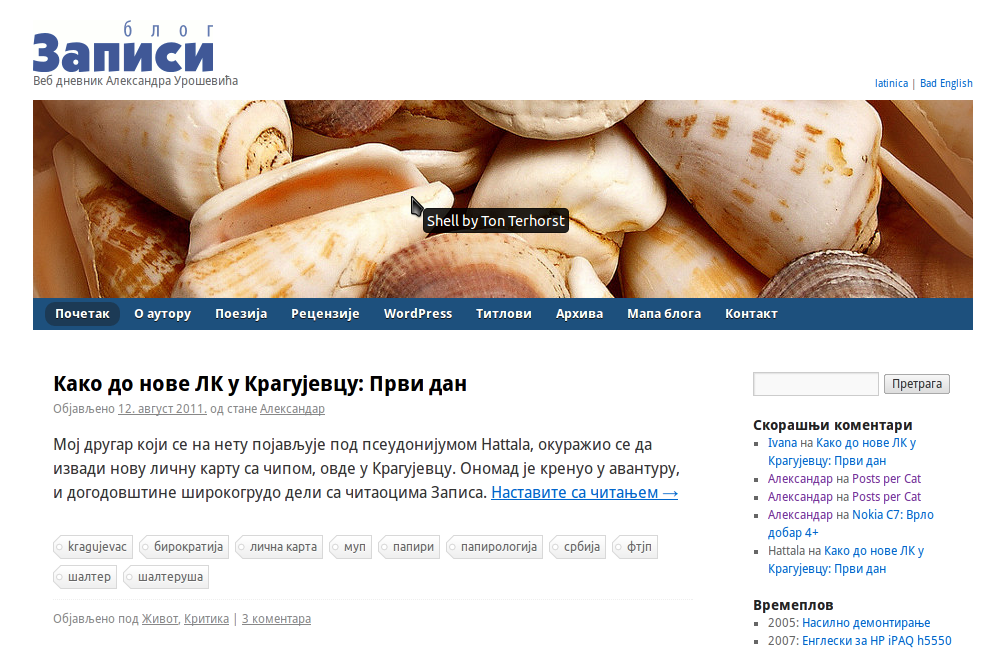 блог
Записи
Веб дневник Александра Урошевића
latinica | Bad English
Shell by Ton Terhorst
Почетак О аутору Поезија Рецензије WordPress Титлови Архива Мапа блога Контакт
Како до нове ЛК у Крагујевцу: Први дан
Објављено 12. август 2011. од стане Александар
Мој другар који се на нету појављује под псеудонијумом Hattala, окуражио се да
извади нову личну карту са чипом, овде у Крагујевцу. Ономад је кренуо у авантуру,
и догодовштине широкогрудо дели са читаоцима Записа. Наставите са читањем →
kragujevac бирократија лична карта муп папири папирологија србија фтјп
шалтер шалтеруша
Објављено под Живот, Критика | 3 коментара
Претрага
Скорашњи коментари
Ivana на Како до нове ЛК у
Крагујевцу: Први дан
Александар на Posts per Cat
Александар на Posts per Cat
Александар на Nokia C7: Врло
добар 4+
Hattala на Како до нове ЛК у
Крагујевцу: Први дан
Времеплов
2005: Насилно демонтирање
2007: Енглески за HP iPAQ h5550